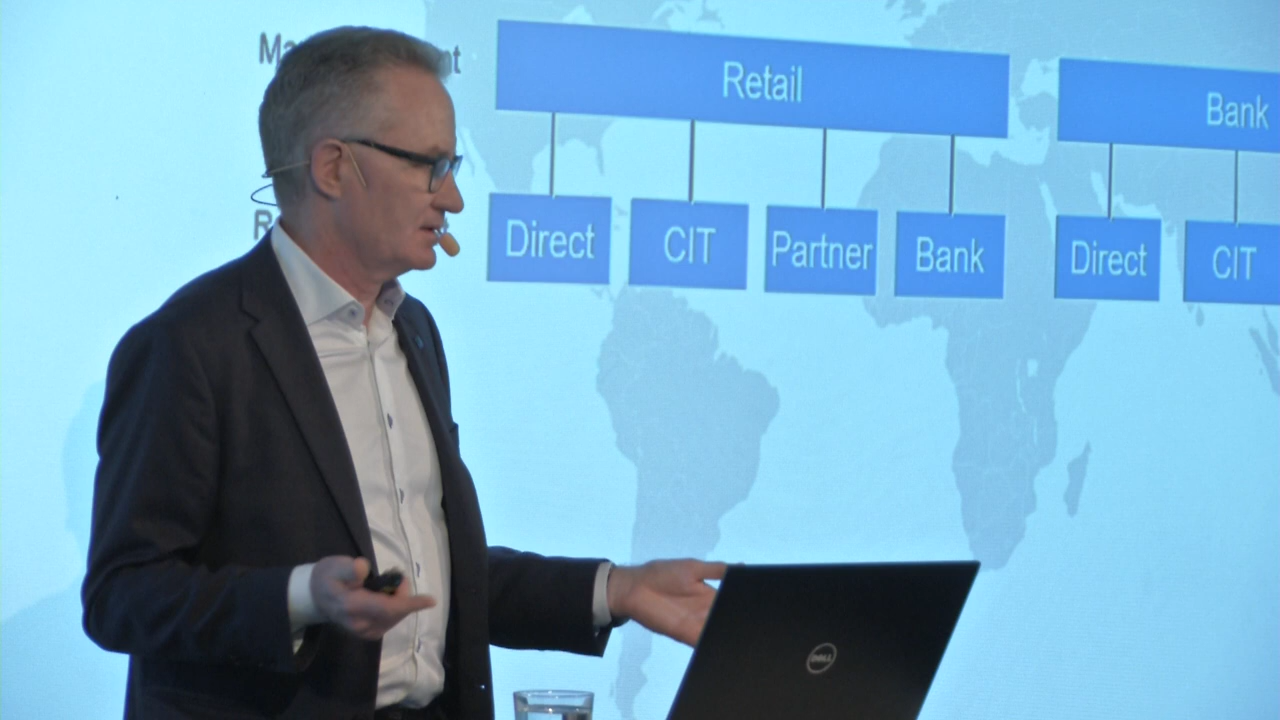 Retail
Bank
Direct
CIT
Partner
Bank
Direct
CIT
DELL